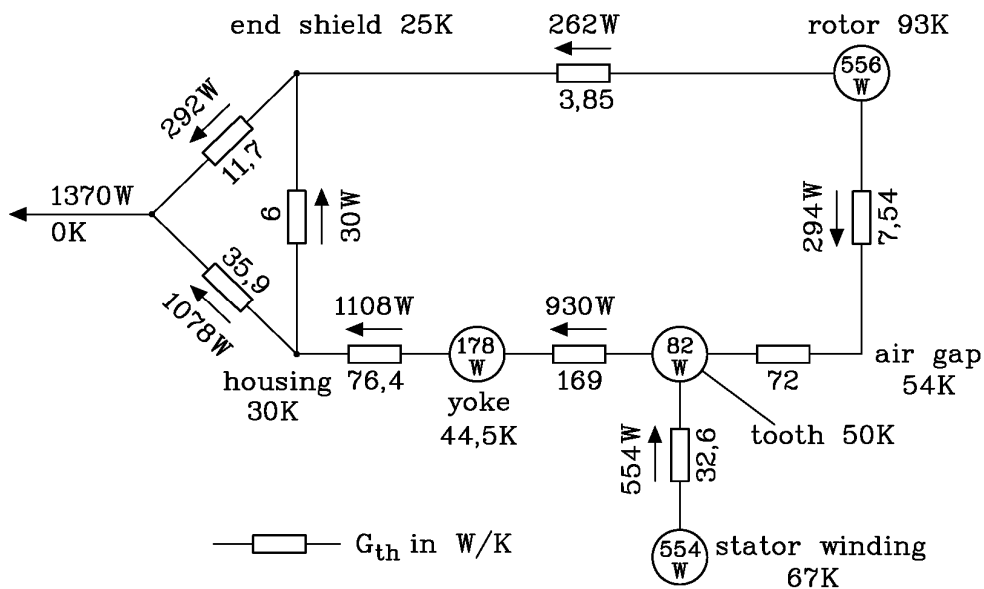 end shield 25K
262W
rotor 93K
556
W
3,85
292W
11,7
1370W
0K
6
30W
294W
7,54
35,9
1078W
1108W
930W
178
W
82
W
76,4
169
72
air gap
54K
housing
30K
yoke
44,5K
tooth 50K
554W
32,6
Gth in W/K
554
W
stator winding
67K